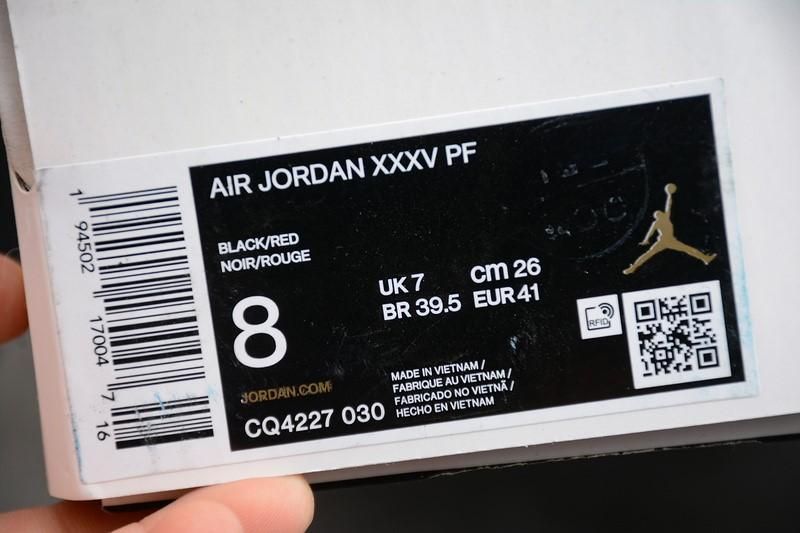 AIR JORDAN XXXV PF
BLACK/RED
NOIR/ROUGE
8
UK 7
cm 26
BR 39.5
EUR 41
RFID
JORDAN.COM
CQ4227 030
MADE IN VIETNAM /
FABRIQUE AU VIETNAM /
FABRICADO NO VIETNÃ /
HECHO EN VIETNAM
1 94502 17004 7 16